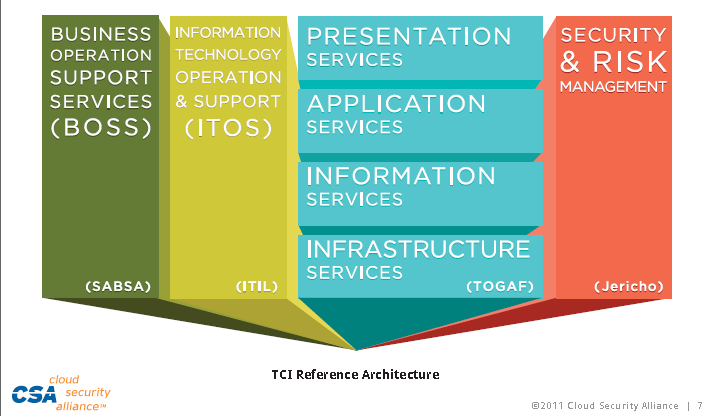 BUSINESS
OPERATION
SUPPORT
SERVICES
(BOSS)
(SABSA)
INFORMATION
TECHNOLOGY
OPERATION
& SUPPORT
(ITOS)
(ITIL)
PRESENTATION
SERVICES
APPLICATION
SERVICES
INFORMATION
SERVICES
INFRASTRUCTURE
SERVICES
(TOGAF)
SECURITY
& RISK
MANAGEMENT
(Jericho)
TCI Reference Architecture
CSA cloud
security
alliance℠
©2011 Cloud Security Alliance | 7